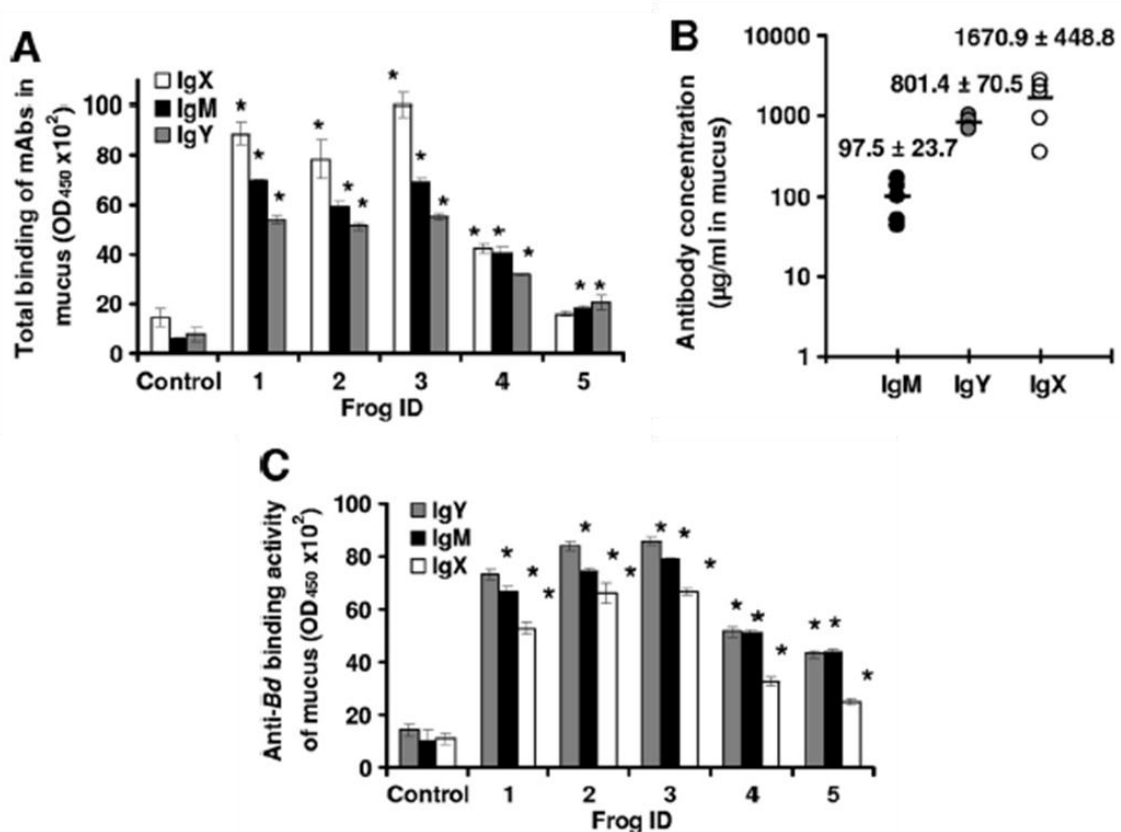 A
Total binding of mAbs in
mucus (OD450 x10²)
IgX
IgM
IgY
100
80
60
40
20
0
* * * * * * * * * * * * * *
Control 1 2 3 4 5
Frog ID
B
Antibody concentration
(µg/ml in mucus)
10000
1000
100
10
1
1670.9 ± 448.8
801.4 ± 70.5
97.5 ± 23.7
IgM IgY IgX
C
Anti-Bd binding activity
of mucus (OD450 x10²)
IgY
IgM
IgX
100
80
60
40
20
0
* * * * * * * * * * * * * * *
Control 1 2 3 4 5
Frog ID